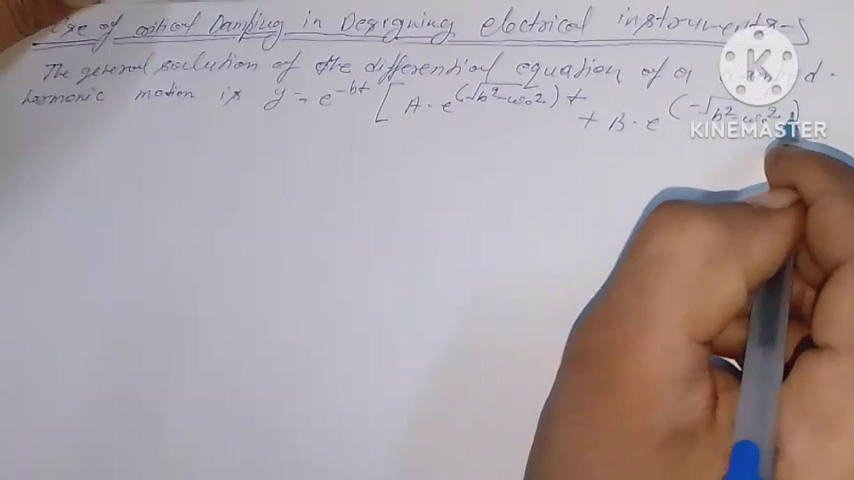 use of critical Damping in Designing electrical instruments :-
The general solution of the differential equation of a damped
harmonic motion is y = e^{-bt} [ A · e^{(√b²-ω₀²)t}
+ B · e^{(-√b²-ω₀²)
K
KINEMASTER